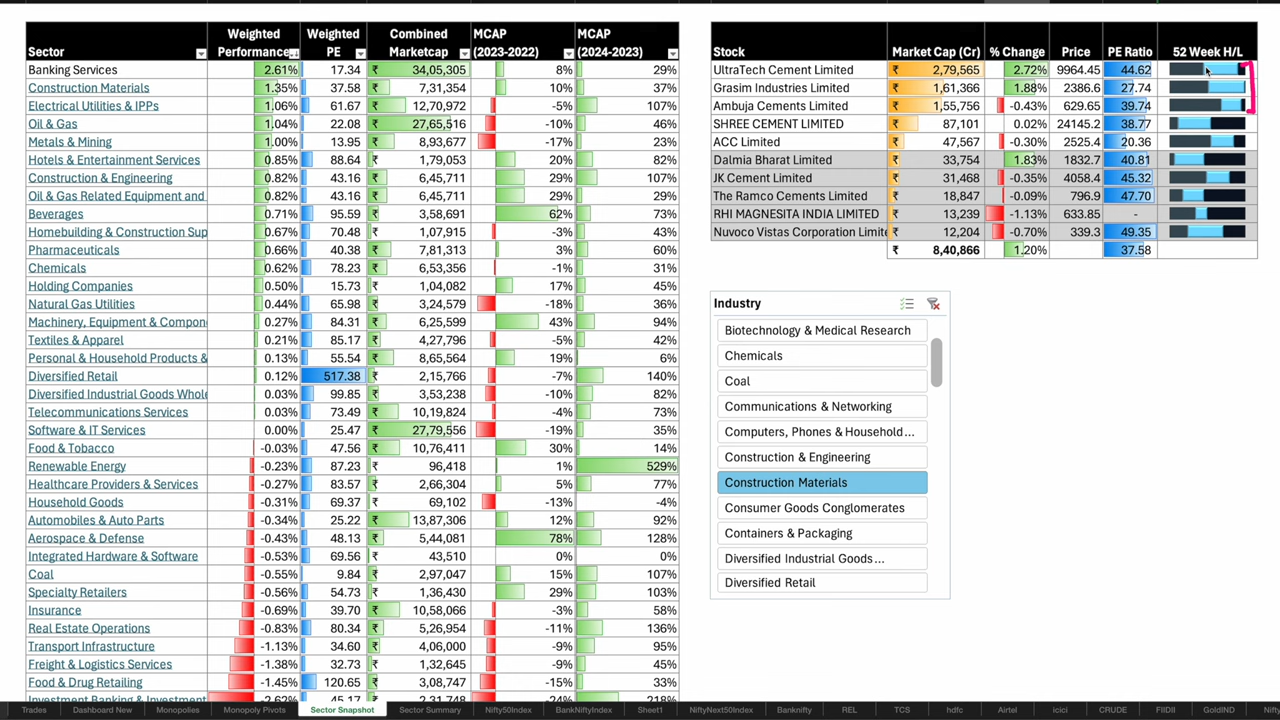 Sector Weighted Performance Weighted PE Combined Marketcap MCAP (2023-2022) MCAP (2024-2023)
Banking Services 2.61% 17.34 ₹ 34,05,305 8% 29%
Construction Materials 1.35% 37.58 ₹ 7,31,354 10% 37%
Electrical Utilities & IPPs 1.06% 61.67 ₹ 12,70,972 -5% 107%
Oil & Gas 1.04% 22.08 ₹ 27,65,516 -10% 46%
Metals & Mining 1.00% 13.95 ₹ 8,93,677 -17% 23%
Hotels & Entertainment Services 0.85% 88.64 ₹ 1,79,053 20% 82%
Construction & Engineering 0.82% 43.16 ₹ 6,45,711 29% 107%
Oil & Gas Related Equipment and 0.82% 43.16 ₹ 6,45,711 29% 29%
Beverages 0.71% 95.59 ₹ 3,58,691 62% 73%
Homebuilding & Construction Sup 0.67% 70.48 ₹ 1,07,915 -3% 43%
Pharmaceuticals 0.66% 40.38 ₹ 7,81,313 3% 60%
Chemicals 0.62% 78.23 ₹ 6,53,356 -1% 31%
Holding Companies 0.50% 15.73 ₹ 1,04,082 17% 45%
Natural Gas Utilities 0.44% 65.98 ₹ 3,24,579 -18% 36%
Machinery, Equipment & Compon 0.27% 84.31 ₹ 6,25,599 43% 94%
Textiles & Apparel 0.21% 85.17 ₹ 4,27,796 -5% 42%
Personal & Household Products & 0.13% 55.54 ₹ 8,65,564 19% 6%
Diversified Retail 0.12% 517.38 ₹ 2,15,766 -7% 140%
Diversified Industrial Goods Whole 0.03% 99.85 ₹ 3,53,238 -10% 82%
Telecommunications Services 0.03% 73.49 ₹ 10,19,824 -4% 73%
Software & IT Services 0.00% 25.47 ₹ 27,79,556 -19% 35%
Food & Tobacco -0.03% 47.56 ₹ 10,76,411 30% 14%
Renewable Energy -0.23% 87.23 ₹ 96,418 1% 529%
Healthcare Providers & Services -0.27% 83.57 ₹ 2,66,304 5% 77%
Household Goods -0.31% 69.37 ₹ 69,102 -13% -4%
Automobiles & Auto Parts -0.34% 25.22 ₹ 13,87,306 12% 92%
Aerospace & Defense -0.43% 48.13 ₹ 5,44,081 78% 128%
Integrated Hardware & Software -0.53% 69.56 ₹ 43,510 0% 0%
Coal -0.55% 9.84 ₹ 2,97,047 15% 107%
Specialty Retailers -0.56% 54.73 ₹ 1,36,430 29% 103%
Insurance -0.69% 39.70 ₹ 10,58,066 -3% 58%
Real Estate Operations -0.83% 80.34 ₹ 5,26,954 -11% 136%
Transport Infrastructure -1.13% 34.60 ₹ 4,06,000 -9% 95%
Freight & Logistics Services -1.38% 32.73 ₹ 1,32,645 -9% 45%
Food & Drug Retailing -1.45% 120.65 ₹ 3,38,708 -15% 33%
Investment Banking & Investment -2.62% 45.17 ₹ 2,31,748 -24% 218%
Stock Market Cap (Cr) % Change Price PE Ratio 52 Week H/L
UltraTech Cement Limited ₹ 2,79,565 2.72% 9964.45 44.62
Grasim Industries Limited ₹ 1,61,366 1.88% 2386.6 27.74
Ambuja Cements Limited ₹ 1,55,756 -0.43% 629.65 39.74
SHREE CEMENT LIMITED ₹ 87,101 0.02% 24145.2 38.77
ACC Limited ₹ 47,567 -0.30% 2525.4 20.36
Dalmia Bharat Limited ₹ 33,754 1.83% 1832.7 40.81
JK Cement Limited ₹ 31,468 -0.35% 4058.4 45.32
The Ramco Cements Limited ₹ 18,847 -0.09% 796.9 47.70
RHI MAGNESITA INDIA LIMITED ₹ 13,239 -1.13% 633.85 -
Nuvoco Vistas Corporation Limite ₹ 12,204 -0.70% 339.3 49.35
₹ 8,40,866 1.20% 37.58
Industry
Biotechnology & Medical Research
Chemicals
Coal
Communications & Networking
Computers, Phones & Household...
Construction & Engineering
Construction Materials
Consumer Goods Conglomerates
Containers & Packaging
Diversified Industrial Goods...
Diversified Retail
Trades Dashboard New Monopolies Monopoly Pivots Sector Snapshot Sector Summary Nifty50Index BankNiftyIndex Sheet1 NiftyNext50Index Banknifty REL TCS hdfc Airtel icici CRUDE FIIDII GoldIND Nifty